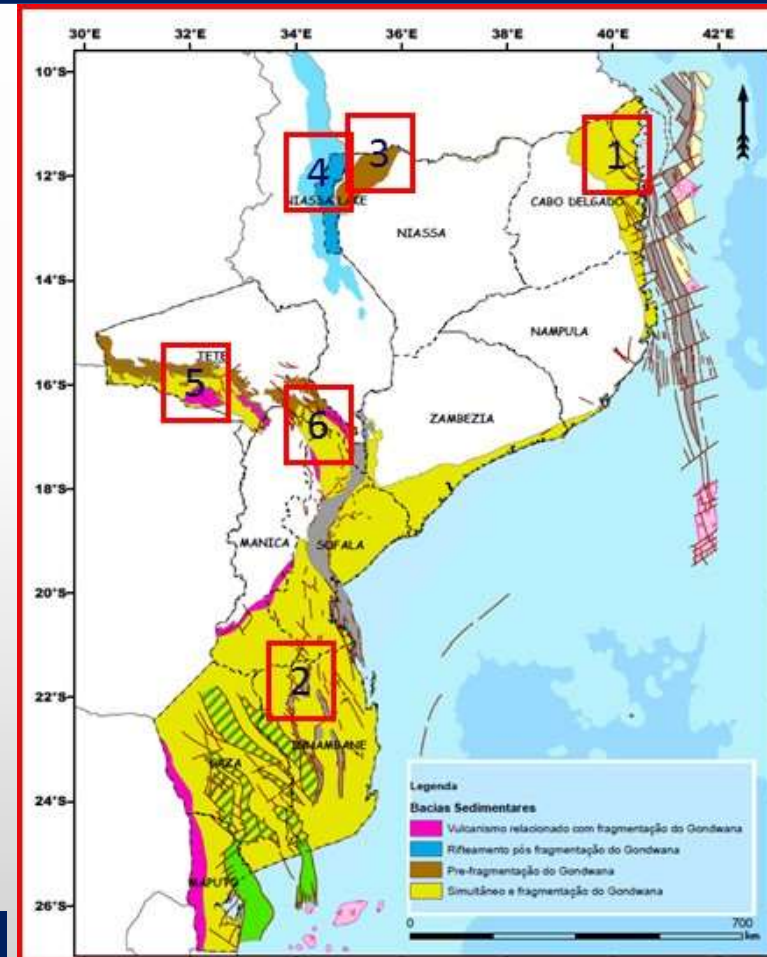 30°E 32°E 34°E 36°E 38°E 40°E 42°E
10°S
12°S
14°S
16°S
18°S
20°S
22°S
24°S
26°S
1
2
3
4
5
6
NIASSA LAKE
NIASSA
CABO DELGADO
NAMPULA
TETE
ZAMBEZIA
MANICA
SOFALA
INHAMBANE
GAZA
MAPUTO
Legenda
Bacias Sedimentares
Vulcanismo relacionado com fragmentação do Gondwana
Rifteamento pós fragmentação do Gondwana
Pre-fragmentação do Gondwana
Simultâneo e fragmentação do Gondwana
0 700
km